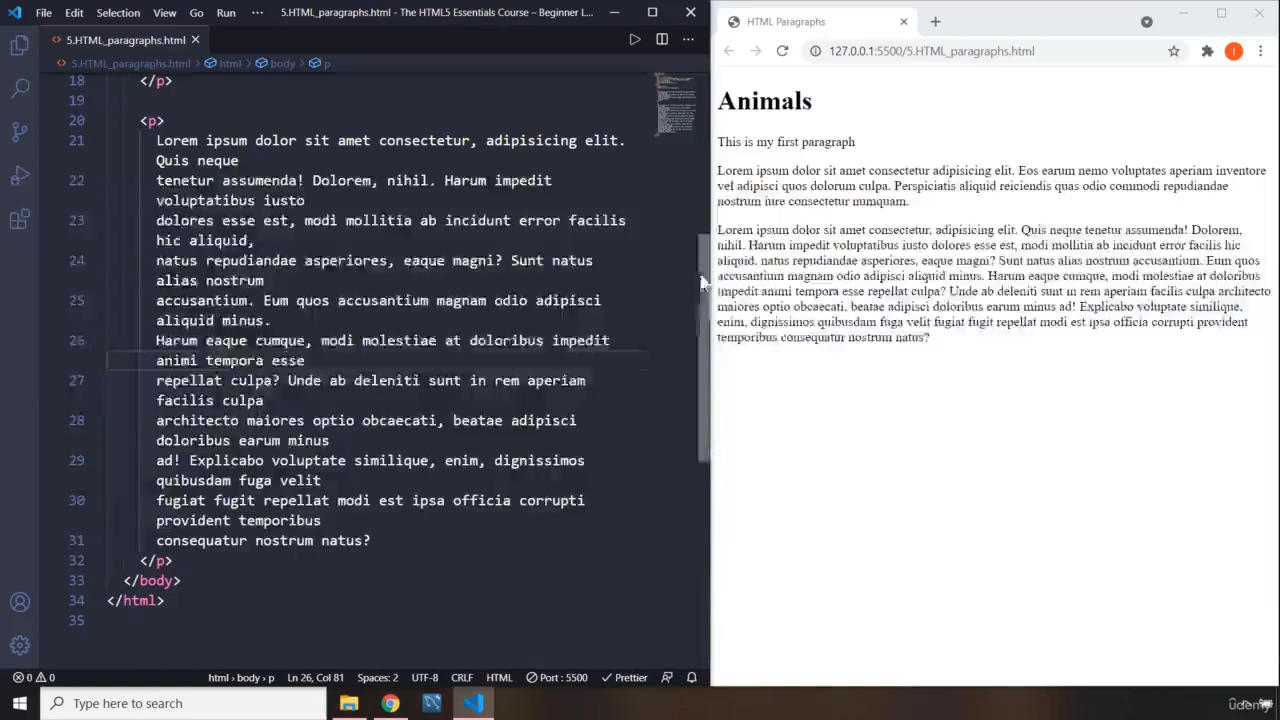 File Edit Selection View Go Run ··· 5.HTML_paragraphs.html - The HTML5 Essentials Course – Beginner L...
5.HTML_paragraphs.html
5.HTML_paragraphs.html > html > body > p
18 </p>
19
20 <p>
21 Lorem ipsum dolor sit amet consectetur, adipisicing elit.
Quis neque
22 tenetur assumenda! Dolorem, nihil. Harum impedit
voluptatibus iusto
23 dolores esse est, modi mollitia ab incidunt error facilis
hic aliquid,
24 natus repudiandae asperiores, eaque magni? Sunt natus
alias nostrum
25 accusantium. Eum quos accusantium magnam odio adipisci
aliquid minus.
26 Harum eaque cumque, modi molestiae at doloribus impedit
animi tempora esse
27 repellat culpa? Unde ab deleniti sunt in rem aperiam
facilis culpa
28 architecto maiores optio obcaecati, beatae adipisci
doloribus earum minus
29 ad! Explicabo voluptate similique, enim, dignissimos
quibusdam fuga velit
30 fugiat fugit repellat modi est ipsa officia corrupti
provident temporibus
31 consequatur nostrum natus?
32 </p>
33 </body>
34 </html>
35
0 0 html > body > p Ln 26, Col 81 Spaces: 2 UTF-8 CRLF HTML Port : 5500 Prettier
HTML Paragraphs
127.0.0.1:5500/5.HTML_paragraphs.html
I
Animals
This is my first paragraph
Lorem ipsum dolor sit amet consectetur adipisicing elit. Eos earum nemo voluptates aperiam inventore
vel adipisci quos dolorum culpa. Perspiciatis aliquid reiciendis quas odio commodi repudiandae
nostrum iure consectetur numquam.
Lorem ipsum dolor sit amet consectetur, adipisicing elit. Quis neque tenetur assumenda! Dolorem,
nihil. Harum impedit voluptatibus iusto dolores esse est, modi mollitia ab incidunt error facilis hic
aliquid, natus repudiandae asperiores, eaque magni? Sunt natus alias nostrum accusantium. Eum quos
accusantium magnam odio adipisci aliquid minus. Harum eaque cumque, modi molestiae at doloribus
impedit animi tempora esse repellat culpa? Unde ab deleniti sunt in rem aperiam facilis culpa architecto
maiores optio obcaecati, beatae adipisci doloribus earum minus ad! Explicabo voluptate similique,
enim, dignissimos quibusdam fuga velit fugiat fugit repellat modi est ipsa officia corrupti provident
temporibus consequatur nostrum natus?
Type here to search
udemy